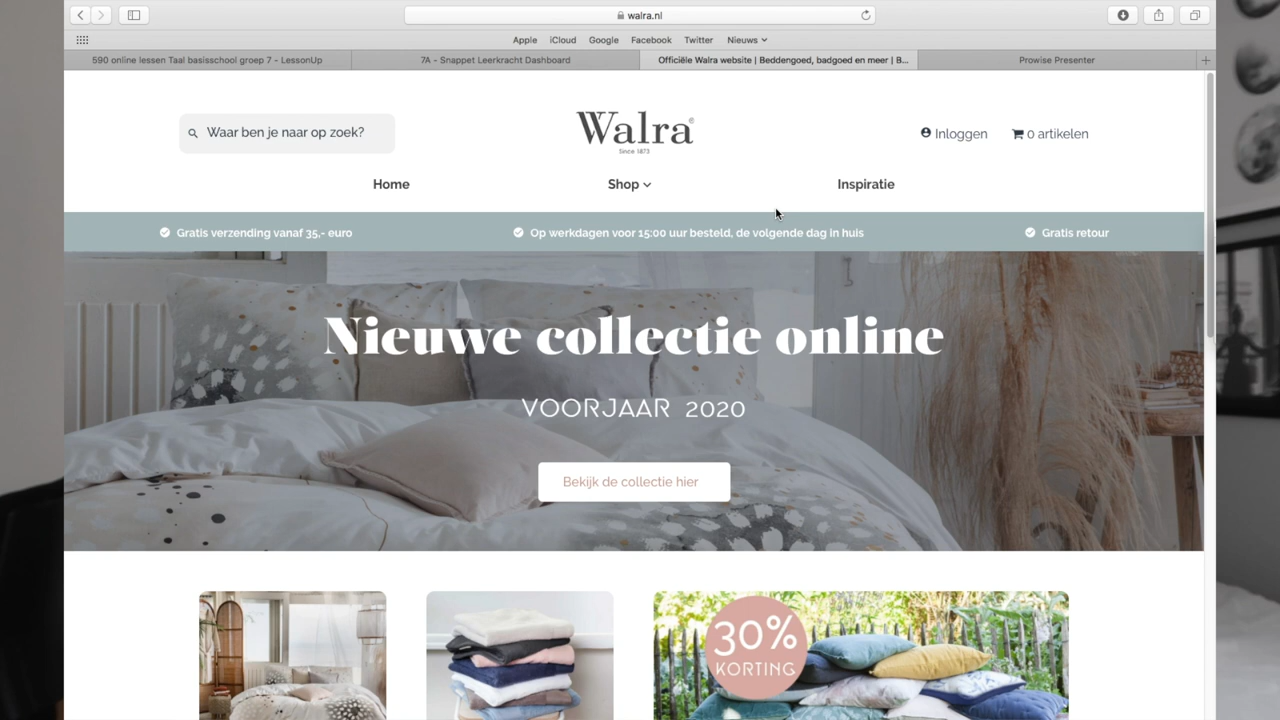 walra.nl
Apple iCloud Google Facebook Twitter Nieuws
590 online lessen Taal basisschool groep 7 - LessonUp
7A - Snappet Leerkracht Dashboard
Officiële Walra website | Beddengoed, badgoed en meer | B...
Prowise Presenter
Waar ben je naar op zoek?
Walra®
Since 1873
Inloggen
0 artikelen
Home Shop Inspiratie
Gratis verzending vanaf 35,- euro
Op werkdagen voor 15:00 uur besteld, de volgende dag in huis
Gratis retour
Nieuwe collectie online
VOORJAAR 2020
Bekijk de collectie hier
30%
KORTING